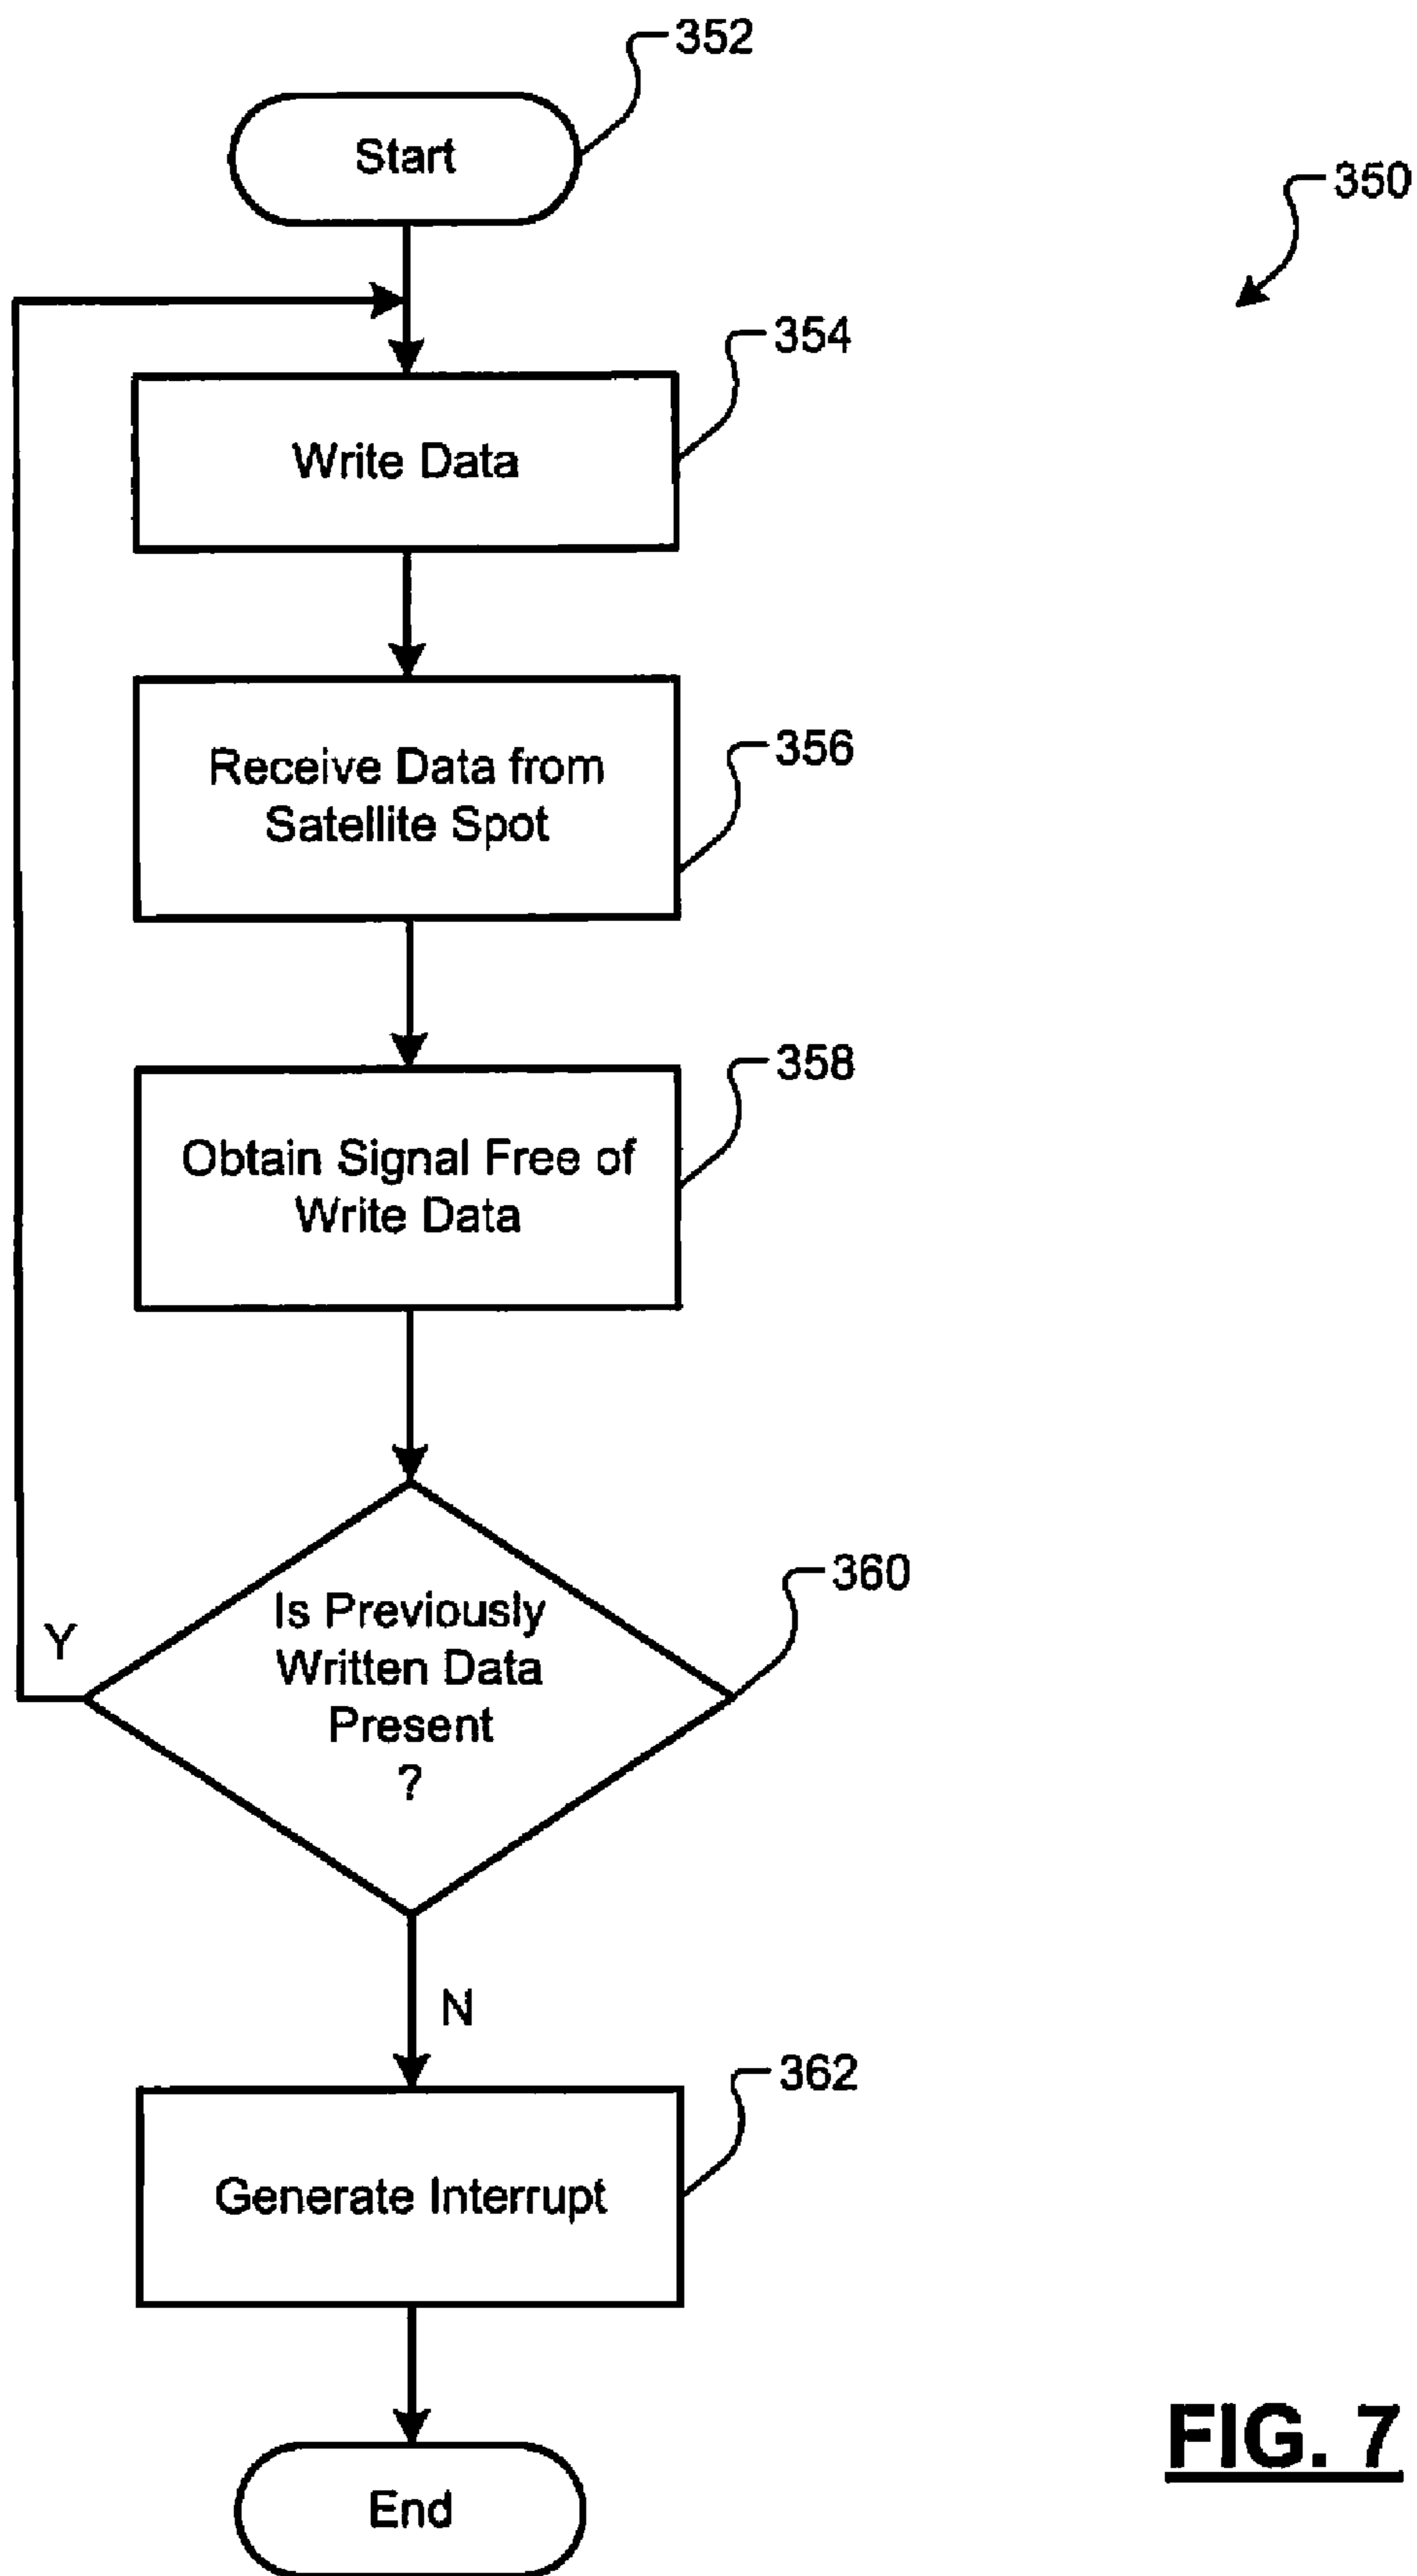 352
Start
350
354
Write Data
356
Receive Data from
Satellite Spot
358
Obtain Signal Free of
Write Data
360
Is Previously
Written Data
Present
?
Y
N
362
Generate Interrupt
End
FIG. 7